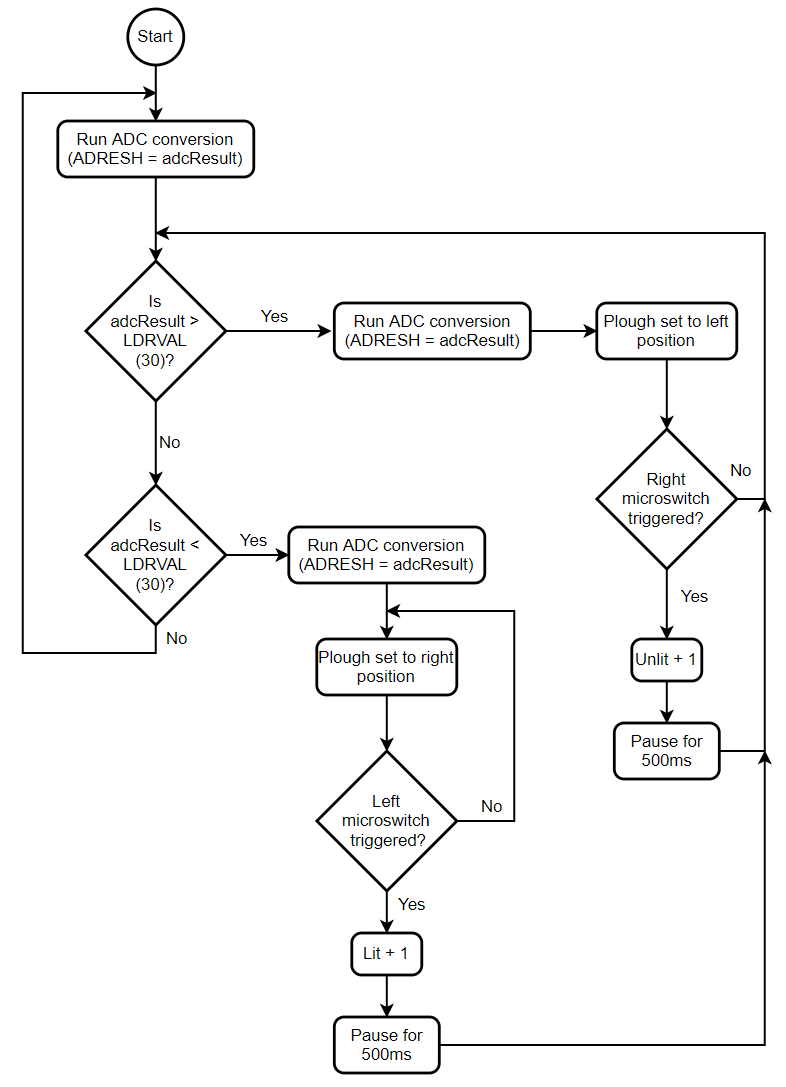 Start
Run ADC conversion
(ADRESH = adcResult)
Is
adcResult >
LDRVAL
(30)?
Yes
Run ADC conversion
(ADRESH = adcResult)
Plough set to left
position
No
Right
microswitch
triggered?
No
Yes
Unlit + 1
Pause for
500ms
Is
adcResult <
LDRVAL
(30)?
Yes
Run ADC conversion
(ADRESH = adcResult)
No
Plough set to right
position
Left
microswitch
triggered?
No
Yes
Lit + 1
Pause for
500ms